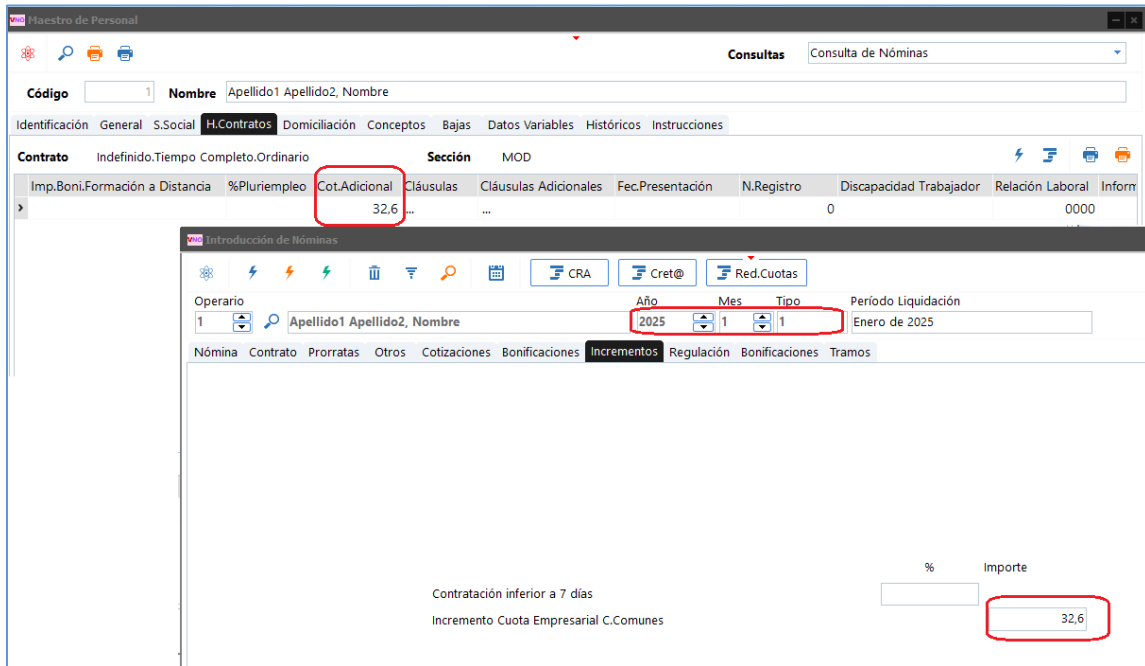 VNO Maestro de Personal
Consultas Consulta de Nóminas
Código 1 Nombre Apellido1 Apellido2, Nombre
Identificación General S.Social H.Contratos Domiciliación Conceptos Bajas Datos Variables Históricos Instrucciones
Contrato Indefinido.Tiempo Completo.Ordinario Sección MOD
Imp.Boni.Formación a Distancia %Pluriempleo Cot.Adicional Cláusulas Cláusulas Adicionales Fec.Presentación N.Registro Discapacidad Trabajador Relación Laboral Inform
32,6 ... ... 0 0000
VNO Introducción de Nóminas
CRA Cret@ Red.Cuotas
Operario Año Mes Tipo Período Liquidación
1 Apellido1 Apellido2, Nombre 2025 1 1 Enero de 2025
Nómina Contrato Prorratas Otros Cotizaciones Bonificaciones Incrementos Regulación Bonificaciones Tramos
% Importe
Contratación inferior a 7 días
Incremento Cuota Empresarial C.Comunes 32,6